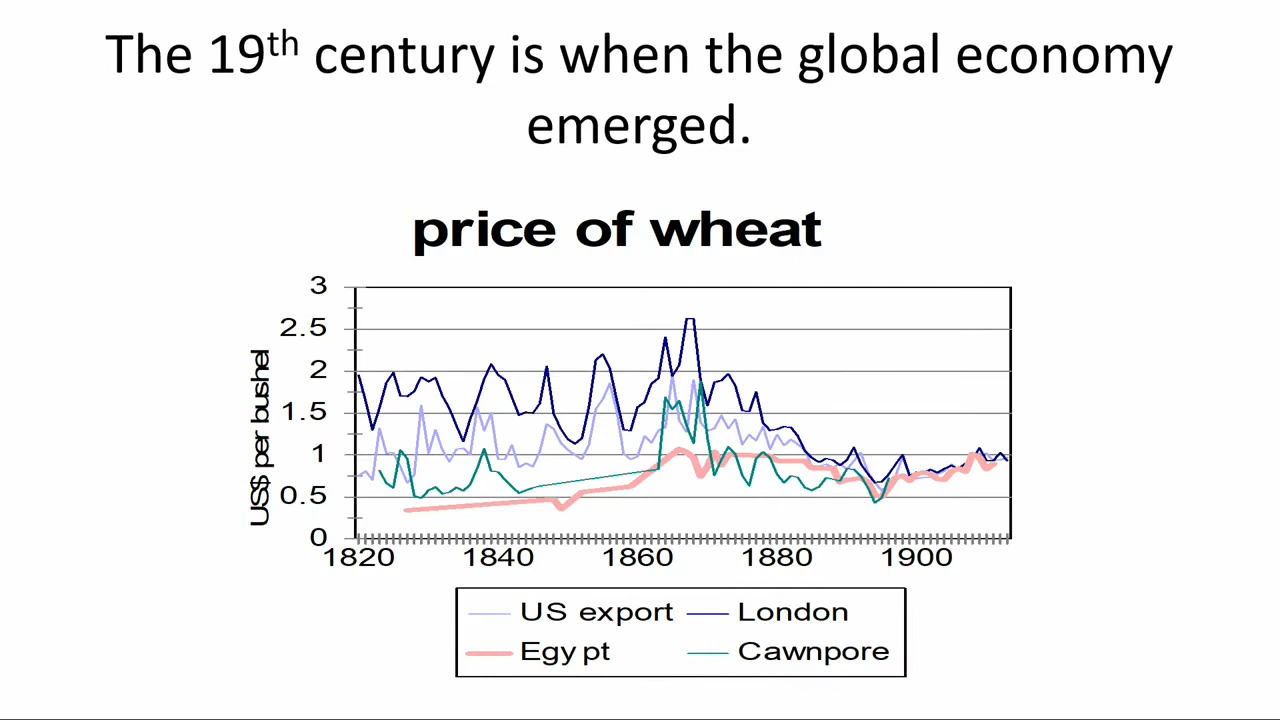 The 19th century is when the global economy
emerged.
price of wheat
US$ per bushel
3
2.5
2
1.5
1
0.5
0
1820 1840 1860 1880 1900
US export London
Egypt Cawnpore